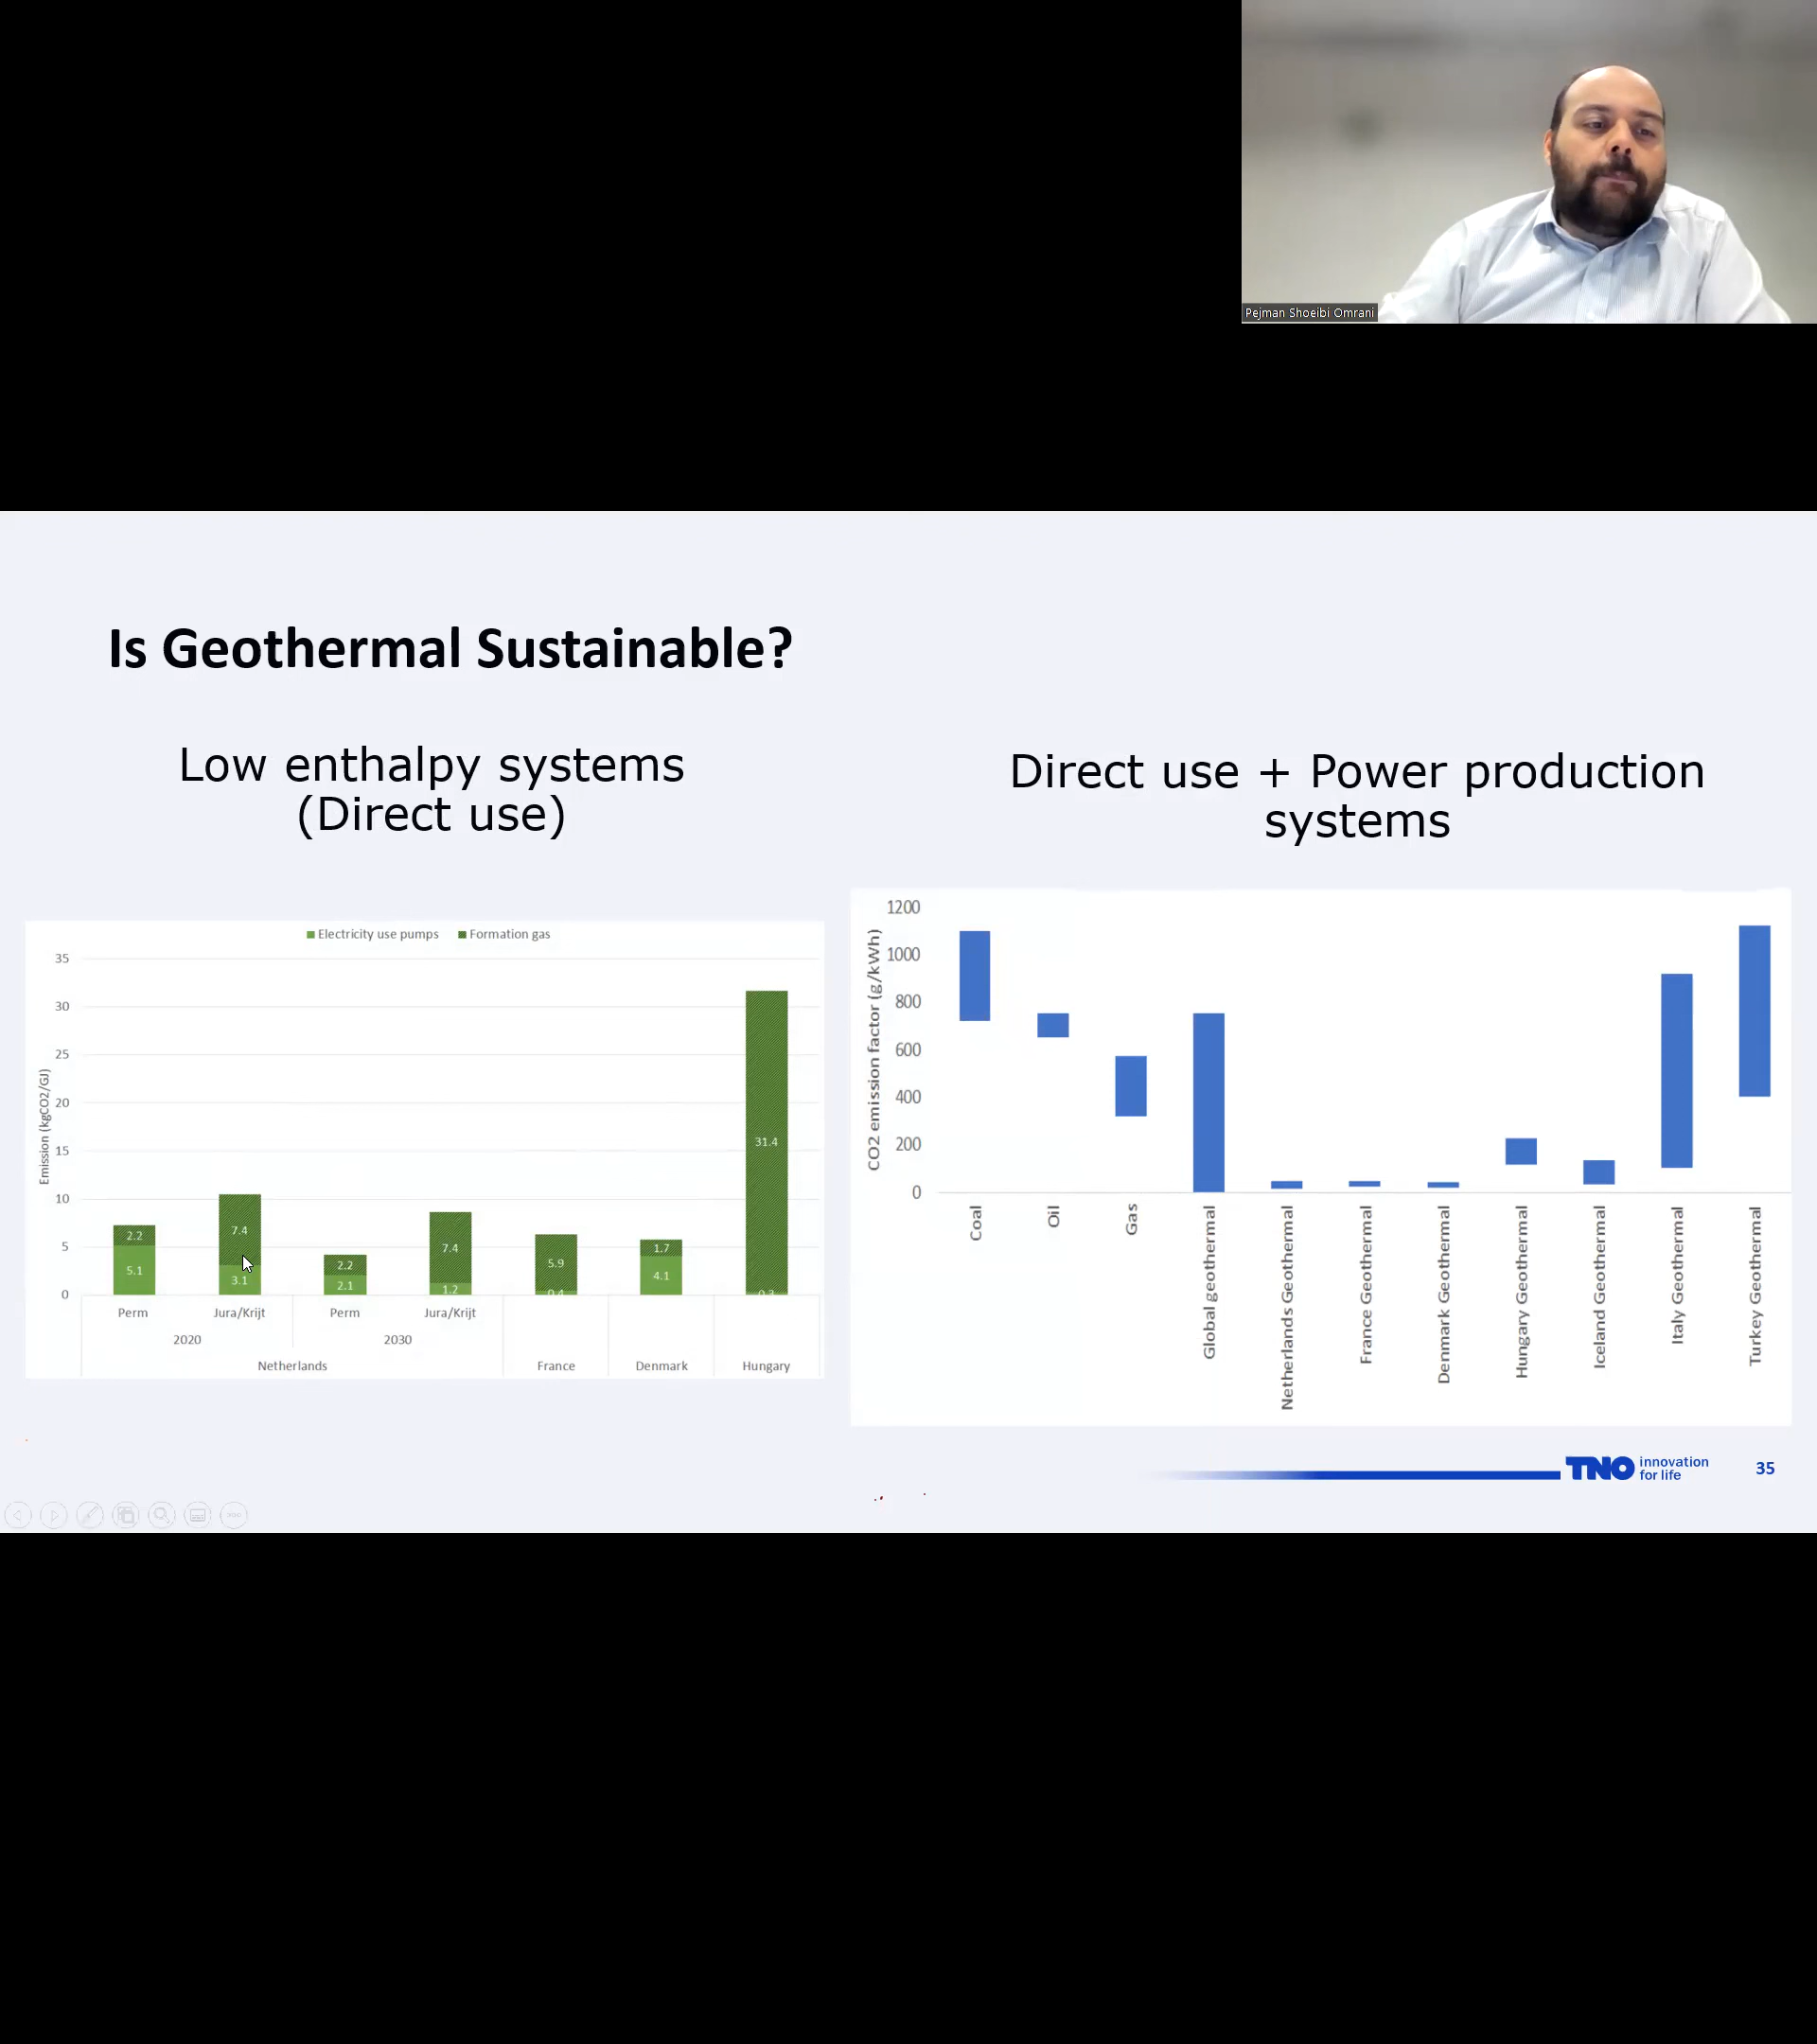 Pejman Shoeibi Omrani
Is Geothermal Sustainable?
Low enthalpy systems
(Direct use)
Electricity use pumps Formation gas
Emission (kgCO2/GJ)
35
30
25
20
15
10
5
0
2.2
5.1
7.4
3.1
2.2
2.1
7.4
1.2
5.9
0.4
1.7
4.1
31.4
0.3
Perm Jura/Krijt Perm Jura/Krijt
2020 2030
Netherlands France Denmark Hungary
Direct use + Power production
systems
CO2 emission factor (g/kWh)
1200
1000
800
600
400
200
0
Coal
Oil
Gas
Global geothermal
Netherlands Geothermal
France Geothermal
Denmark Geothermal
Hungary Geothermal
Iceland Geothermal
Italy Geothermal
Turkey Geothermal
TNO innovation
for life
35